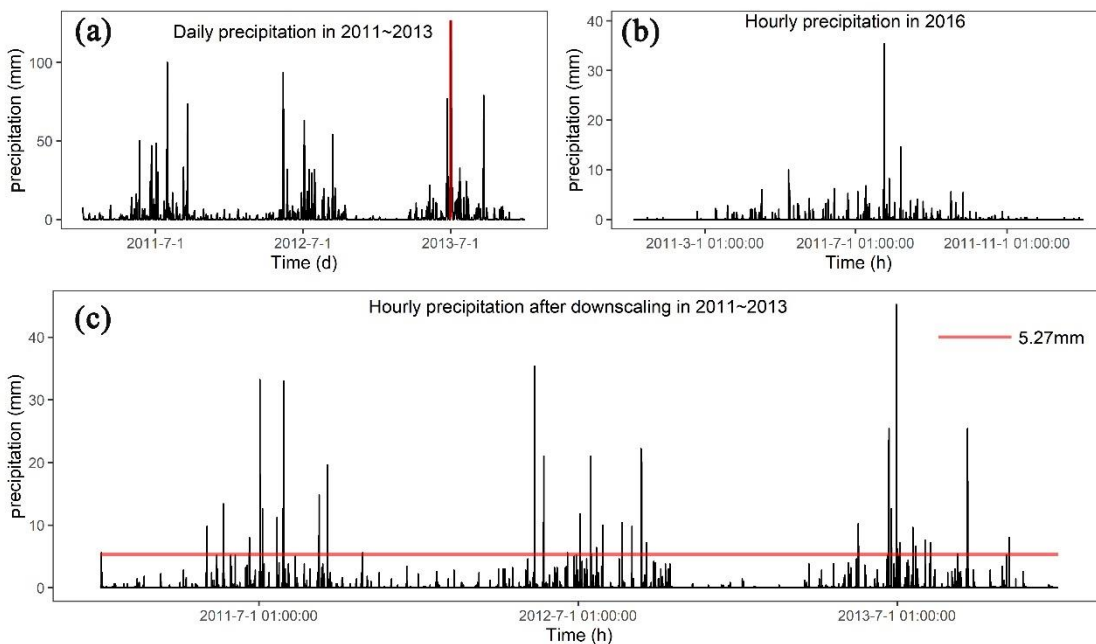 (a)
Daily precipitation in 2011~2013
precipitation (mm)
100
50
0
2011-7-1
2012-7-1
2013-7-1
Time (d)
(b)
Hourly precipitation in 2016
precipitation (mm)
40
30
20
10
0
2011-3-1 01:00:00
2011-7-1 01:00:00
2011-11-1 01:00:00
Time (h)
(c)
Hourly precipitation after downscaling in 2011~2013
5.27mm
precipitation (mm)
40
30
20
10
0
2011-7-1 01:00:00
2012-7-1 01:00:00
2013-7-1 01:00:00
Time (h)